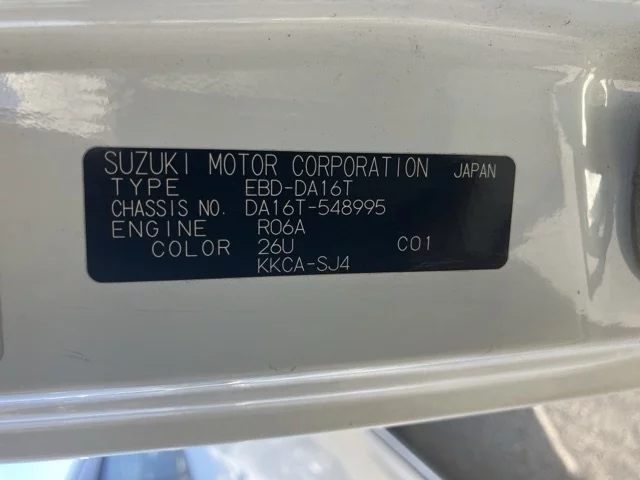 SUZUKI MOTOR CORPORATION JAPAN
TYPE EBD-DA16T
CHASSIS NO. DA16T-548995
ENGINE R06A
COLOR 26U C01
KKCA-SJ4